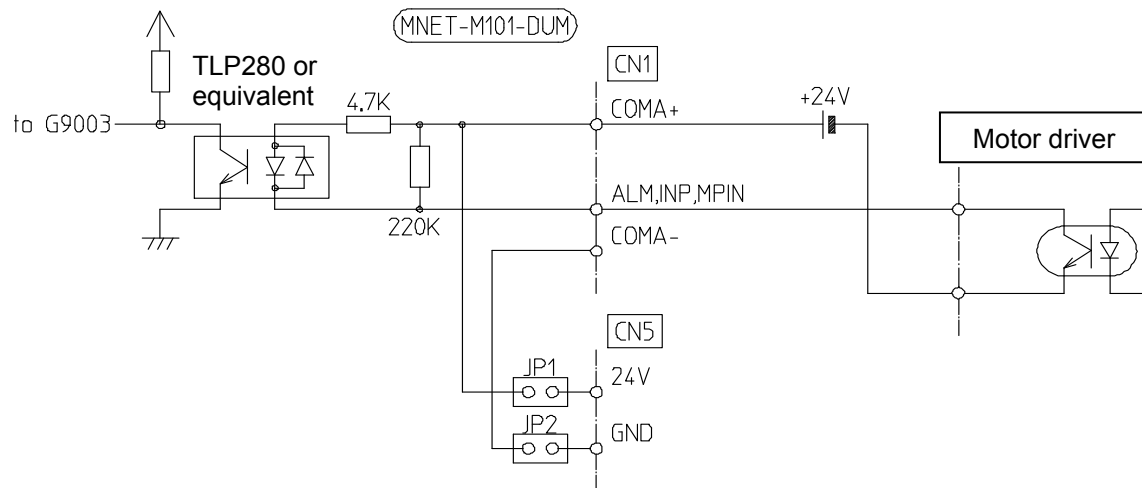 MNET-M101-DUM
TLP280 or
equivalent
to G9003
4.7K
220K
CN1
COMA+
+24V
Motor driver
ALM,INP,MPIN
COMA-
CN5
JP1
24V
JP2
GND